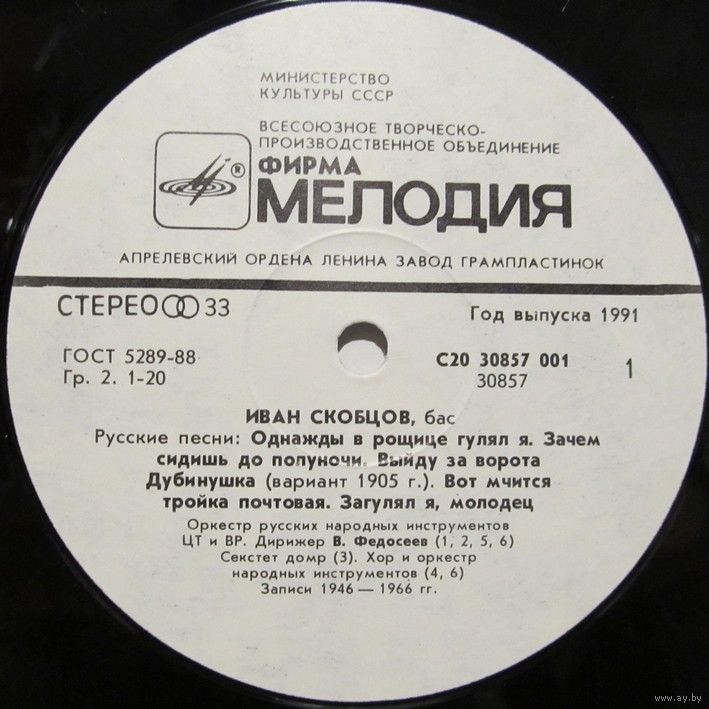 МИНИСТЕРСТВО
КУЛЬТУРЫ СССР
ВСЕСОЮЗНОЕ ТВОРЧЕСКО-
ПРОИЗВОДСТВЕННОЕ ОБЪЕДИНЕНИЕ
ФИРМА
® МЕЛОДИЯ
АПРЕЛЕВСКИЙ ОРДЕНА ЛЕНИНА ЗАВОД ГРАМПЛАСТИНОК
СТЕРЕО 33
Год выпуска 1991
ГОСТ 5289-88
Гр. 2. 1-20
С20 30857 001
30857
1
ИВАН СКОБЦОВ, бас
Русские песни: Однажды в рощице гулял я. Зачем
сидишь до полуночи. Выйду за ворота
Дубинушка (вариант 1905 г.). Вот мчится
тройка почтовая. Загулял я, молодец
Оркестр русских народных инструментов
ЦТ и ВР. Дирижер В. Федосеев (1, 2, 5, 6)
Секстет домр (3). Хор и оркестр
народных инструментов (4, 6)
Записи 1946 — 1966 гг.
www.ay.by